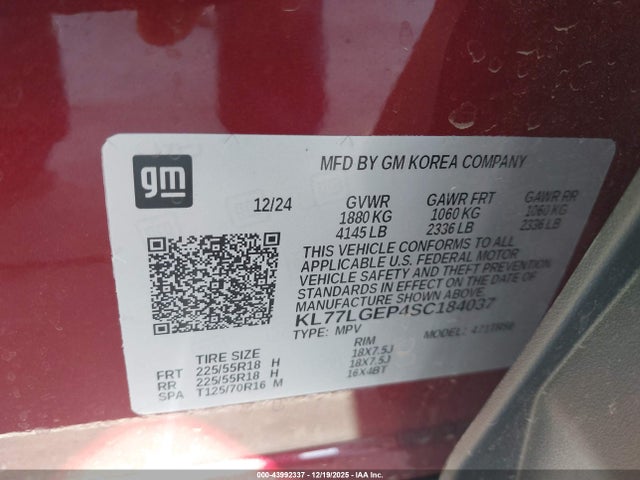 gm
MFD BY GM KOREA COMPANY
12/24 GVWR GAWR FRT GAWR RR
1880 KG 1060 KG 1060 KG
4145 LB 2336 LB 2336 LB
THIS VEHICLE CONFORMS TO ALL
APPLICABLE U.S. FEDERAL MOTOR
VEHICLE SAFETY AND THEFT PREVENTION
STANDARDS IN EFFECT ON THE DATE OF
MANUFACTURE SHOWN ABOVE.
KL77LGEP4SC184037
TYPE: MPV MODEL:
TIRE SIZE RIM
FRT 225/55R18 H 18X7.5J
RR 225/55R18 H 18X7.5J
SPA T125/70R16 M 16X4BT
000-43992337 - 12/19/2025 - IAA Inc.